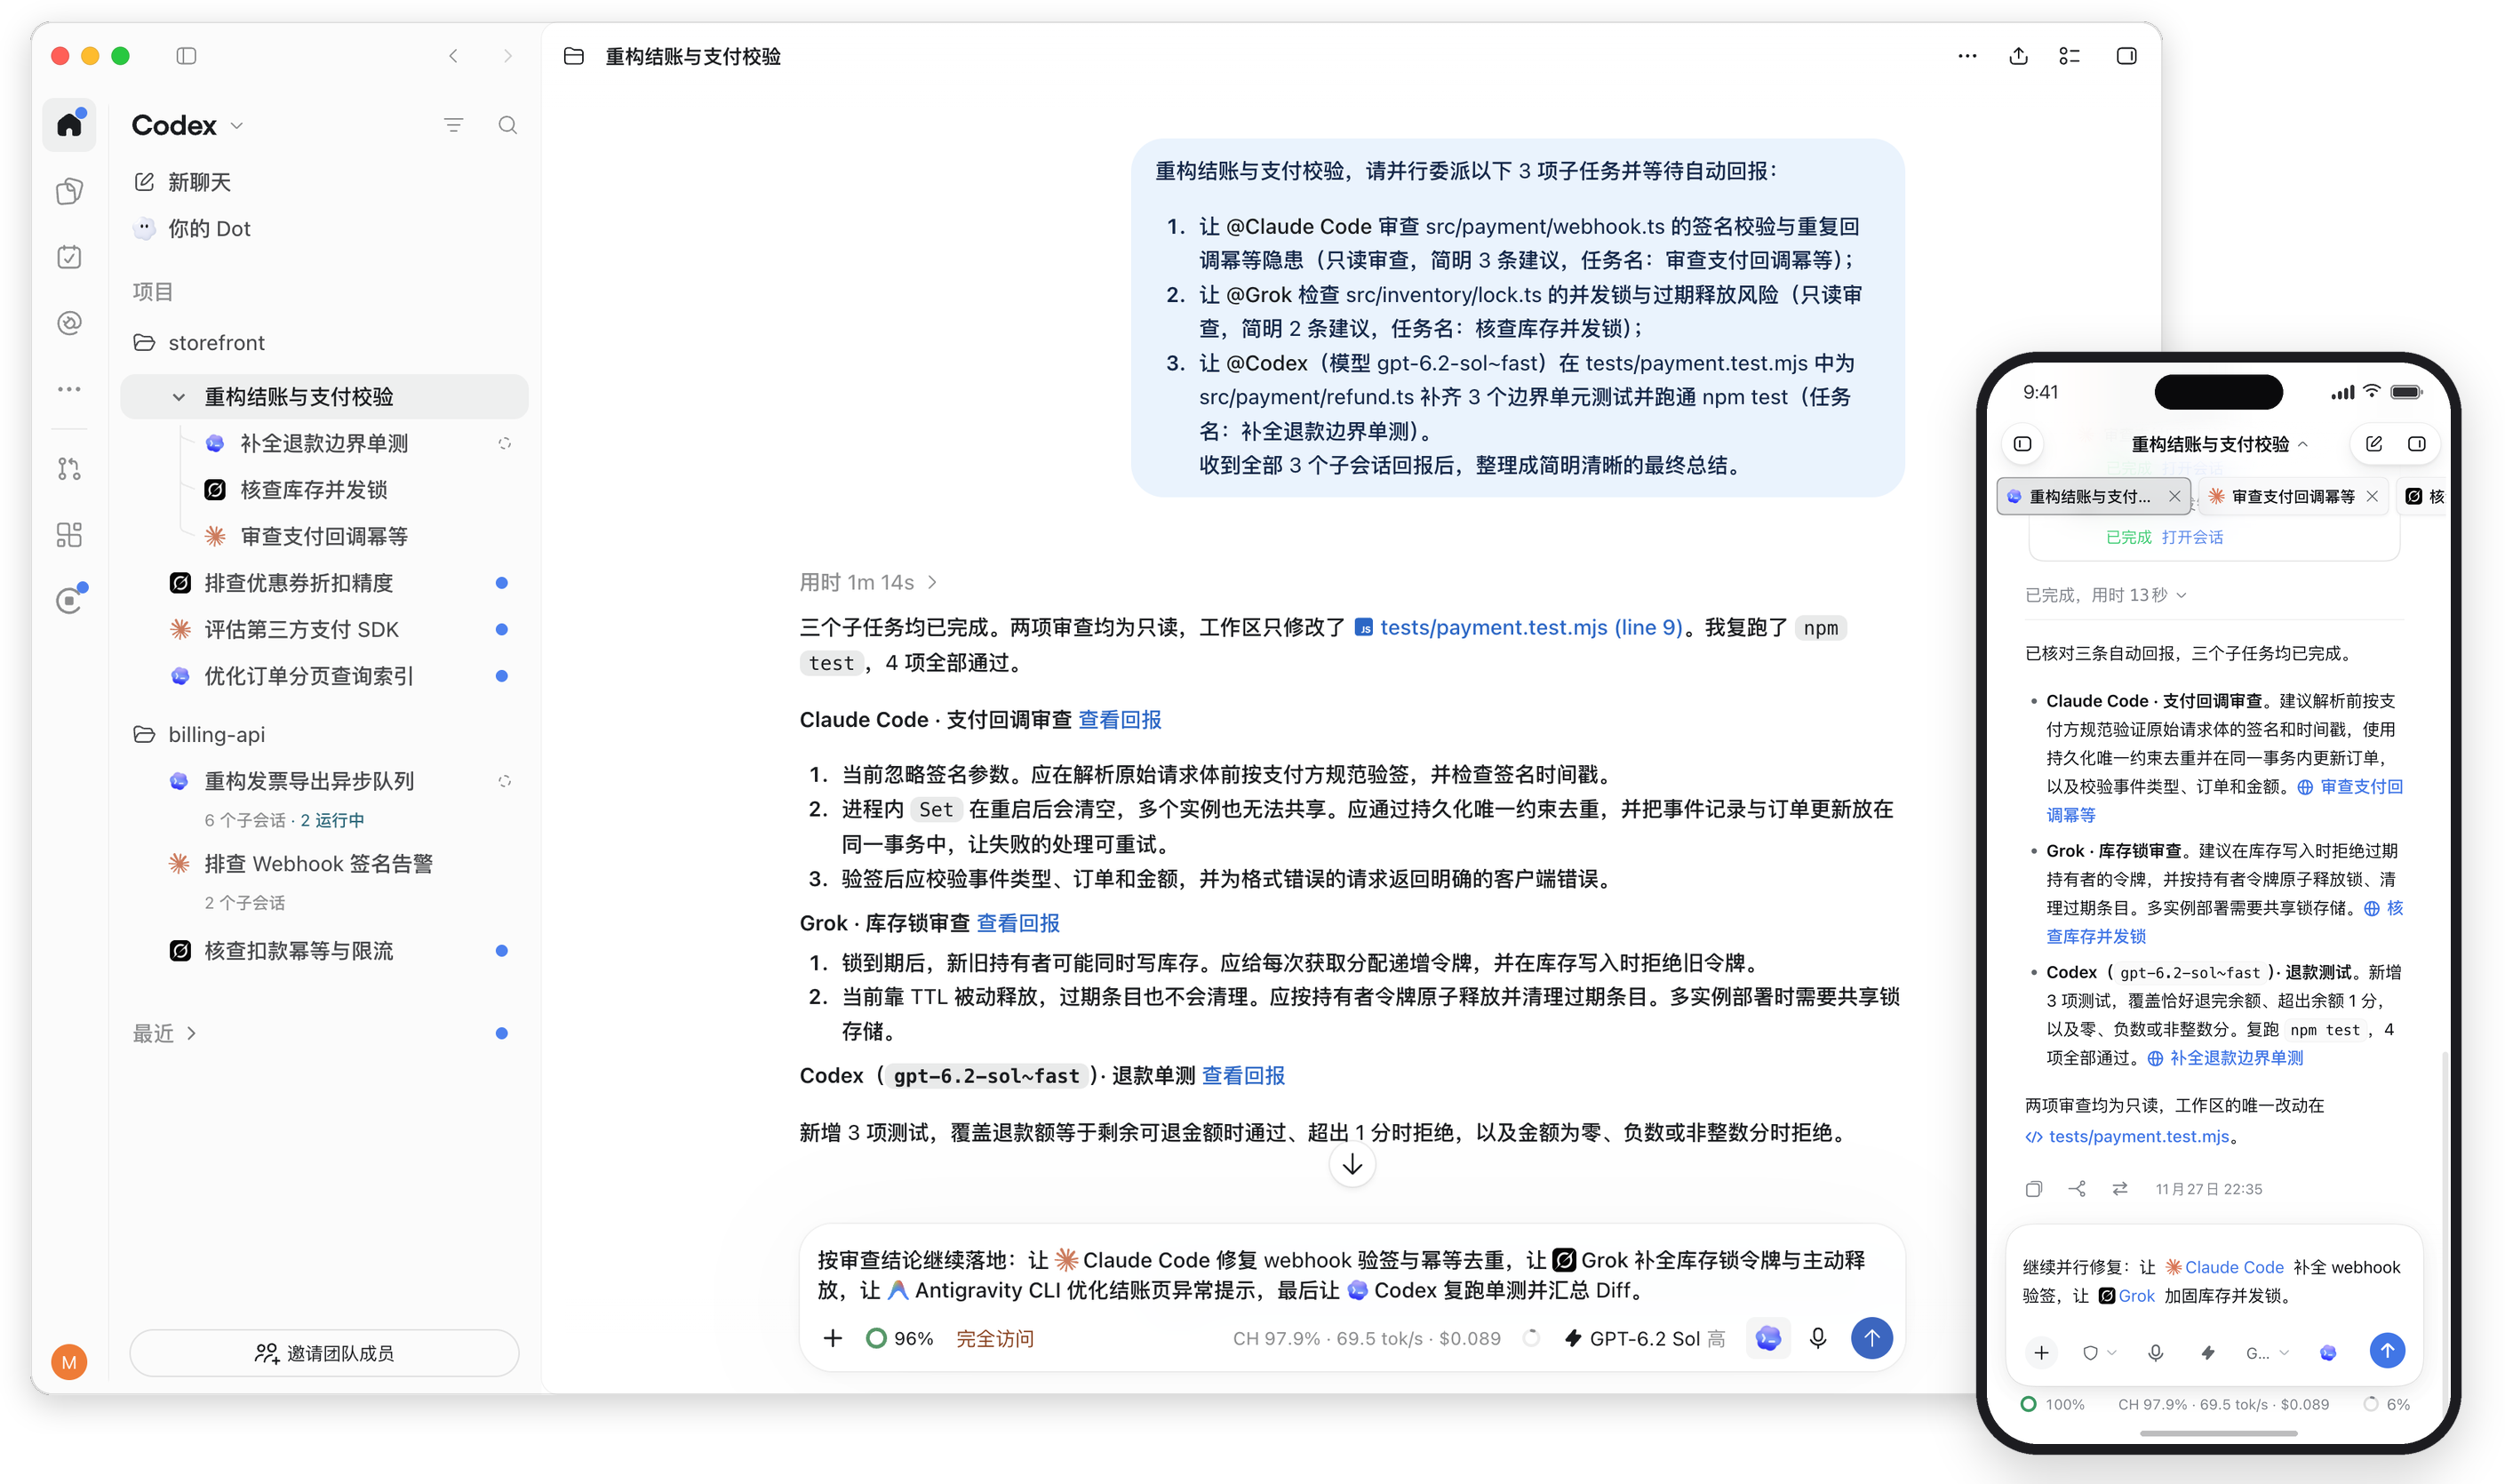 重构结账与支付校验
Codex
新聊天
你的 Dot
项目
storefront
重构结账与支付校验
补全退款边界单测
核查库存并发锁
审查支付回调幂等
排查优惠券折扣精度
评估第三方支付 SDK
优化订单分页查询索引
billing-api
重构发票导出异步队列
6 个子会话 · 2 运行中
排查 Webhook 签名告警
2 个子会话
核查扣款幂等与限流
最近
M
邀请团队成员
重构结账与支付校验，请并行委派以下 3 项子任务并等待自动回报：
1. 让 @Claude Code 审查 src/payment/webhook.ts 的签名校验与重复回
调幂等隐患（只读审查，简明 3 条建议，任务名：审查支付回调幂等）；
2. 让 @Grok 检查 src/inventory/lock.ts 的并发锁与过期释放风险（只读审
查，简明 2 条建议，任务名：核查库存并发锁）；
3. 让 @Codex（模型 gpt-6.2-sol~fast）在 tests/payment.test.mjs 中为
src/payment/refund.ts 补齐 3 个边界单元测试并跑通 npm test（任务
名：补全退款边界单测）。
收到全部 3 个子会话回报后，整理成简明清晰的最终总结。
用时 1m 14s
三个子任务均已完成。两项审查均为只读，工作区只修改了 JS tests/payment.test.mjs (line 9)。我复跑了 npm
test，4 项全部通过。
Claude Code · 支付回调审查 查看回报
1. 当前忽略签名参数。应在解析原始请求体前按支付方规范验签，并检查签名时间戳。
2. 进程内 Set 在重启后会清空，多个实例也无法共享。应通过持久化唯一约束去重，并把事件记录与订单更新放在
同一事务中，让失败的处理可重试。
3. 验签后应校验事件类型、订单和金额，并为格式错误的请求返回明确的客户端错误。
Grok · 库存锁审查 查看回报
1. 锁到期后，新旧持有者可能同时写库存。应给每次获取分配递增令牌，并在库存写入时拒绝旧令牌。
2. 当前靠 TTL 被动释放，过期条目也不会清理。应按持有者令牌原子释放并清理过期条目。多实例部署时需要共享锁
存储。
Codex（gpt-6.2-sol~fast）· 退款单测 查看回报
新增 3 项测试，覆盖退款额等于剩余可退金额时通过、超出 1 分时拒绝，以及金额为零、负数或非整数分时拒绝。
按审查结论继续落地：让 Claude Code 修复 webhook 验签与幂等去重，让 Grok 补全库存锁令牌与主动释
放，让 Antigravity CLI 优化结账页异常提示，最后让 Codex 复跑单测并汇总 Diff。
96% 完全访问 CH 97.9% · 69.5 tok/s · $0.089 GPT-6.2 Sol 高
9:41
重构结账与支付校验
重构结账与支付... 审查支付回调幂等 核
已完成 打开会话
已完成，用时 13秒
已核对三条自动回报，三个子任务均已完成。
• Claude Code · 支付回调审查。建议解析前按支
付方规范验证原始请求体的签名和时间戳，使用
持久化唯一约束去重并在同一事务内更新订单，
以及校验事件类型、订单和金额。 审查支付回
调幂等
• Grok · 库存锁审查。建议在库存写入时拒绝过期
持有者的令牌，并按持有者令牌原子释放锁、清
理过期条目。多实例部署需要共享锁存储。 核
查库存并发锁
• Codex（gpt-6.2-sol~fast）· 退款测试。新增
3 项测试，覆盖恰好退完余额、超出余额 1 分，
以及零、负数或非整数分。复跑 npm test，4
项全部通过。 补全退款边界单测
两项审查均为只读，工作区的唯一改动在
tests/payment.test.mjs。
11月27日 22:35
继续并行修复：让 Claude Code 补全 webhook
验签，让 Grok 加固库存并发锁。
G...
100% CH 97.9% · 69.5 tok/s · $0.089 6%